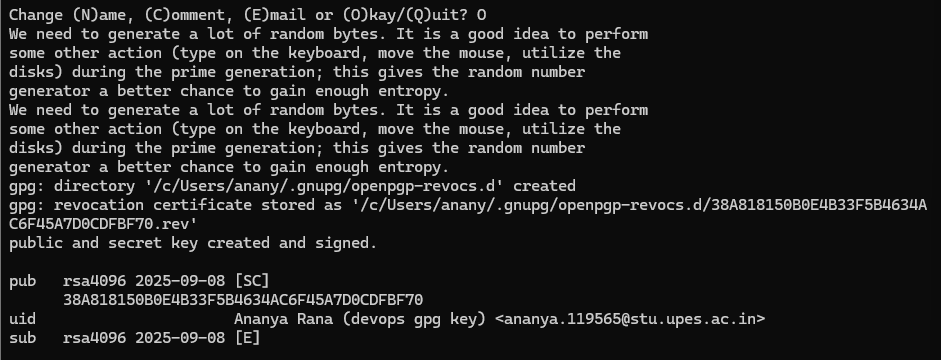 Change (N)ame, (C)omment, (E)mail or (O)kay/(Q)uit? O
We need to generate a lot of random bytes. It is a good idea to perform
some other action (type on the keyboard, move the mouse, utilize the
disks) during the prime generation; this gives the random number
generator a better chance to gain enough entropy.
We need to generate a lot of random bytes. It is a good idea to perform
some other action (type on the keyboard, move the mouse, utilize the
disks) during the prime generation; this gives the random number
generator a better chance to gain enough entropy.
gpg: directory '/c/Users/anany/.gnupg/openpgp-revocs.d' created
gpg: revocation certificate stored as '/c/Users/anany/.gnupg/openpgp-revocs.d/38A818150B0E4B33F5B4634A
C6F45A7D0CDFBF70.rev'
public and secret key created and signed.

pub   rsa4096 2025-09-08 [SC]
      38A818150B0E4B33F5B4634AC6F45A7D0CDFBF70
uid                      Ananya Rana (devops gpg key) <ananya.119565@stu.upes.ac.in>
sub   rsa4096 2025-09-08 [E]